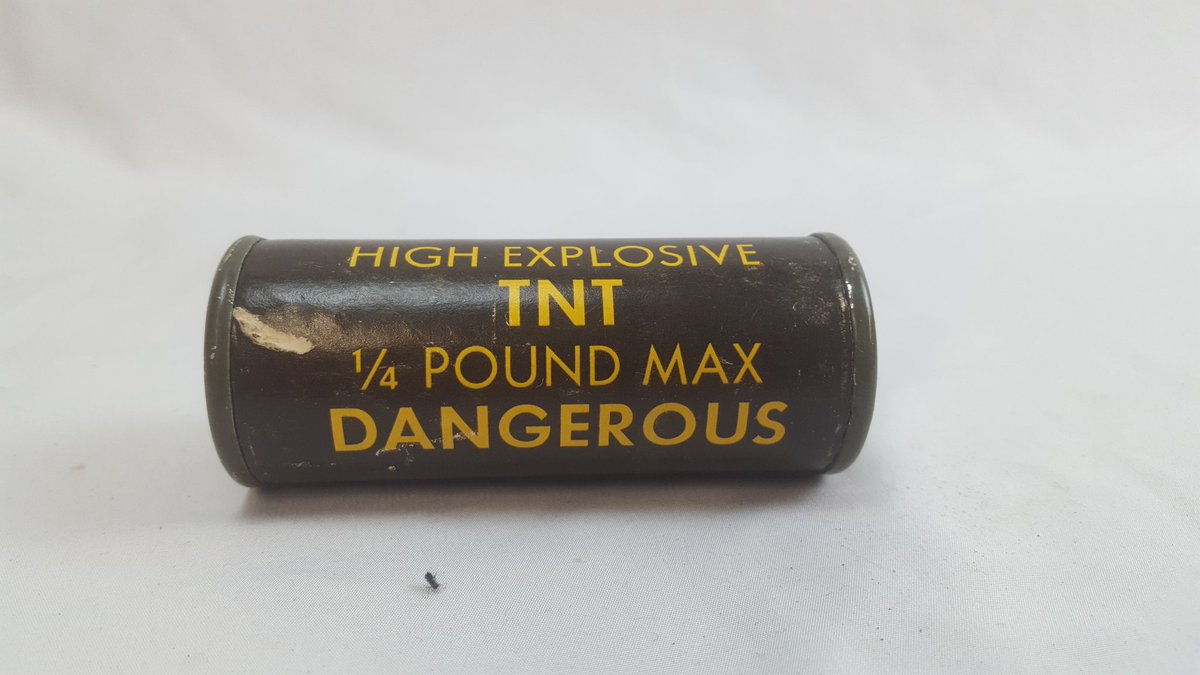 HIGH EXPLOSIVE
TNT
¼ POUND MAX
DANGEROUS